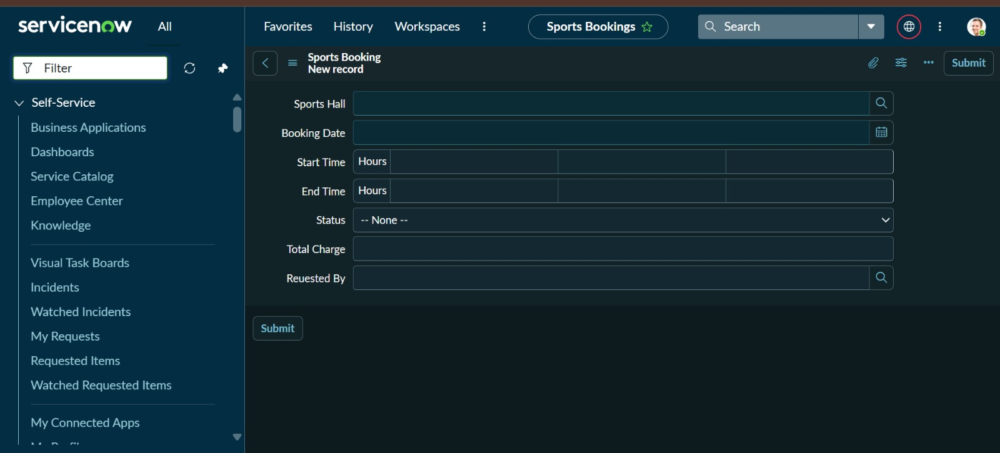 servicenow
All
Favorites
History
Workspaces
Sports Bookings
Search
Filter
Sports Booking
New record
Submit
Self-Service
Business Applications
Dashboards
Service Catalog
Employee Center
Knowledge
Visual Task Boards
Incidents
Watched Incidents
My Requests
Requested Items
Watched Requested Items
My Connected Apps
Sports Hall
Booking Date
Start Time Hours
End Time Hours
Status -- None --
Total Charge
Reuested By
Submit